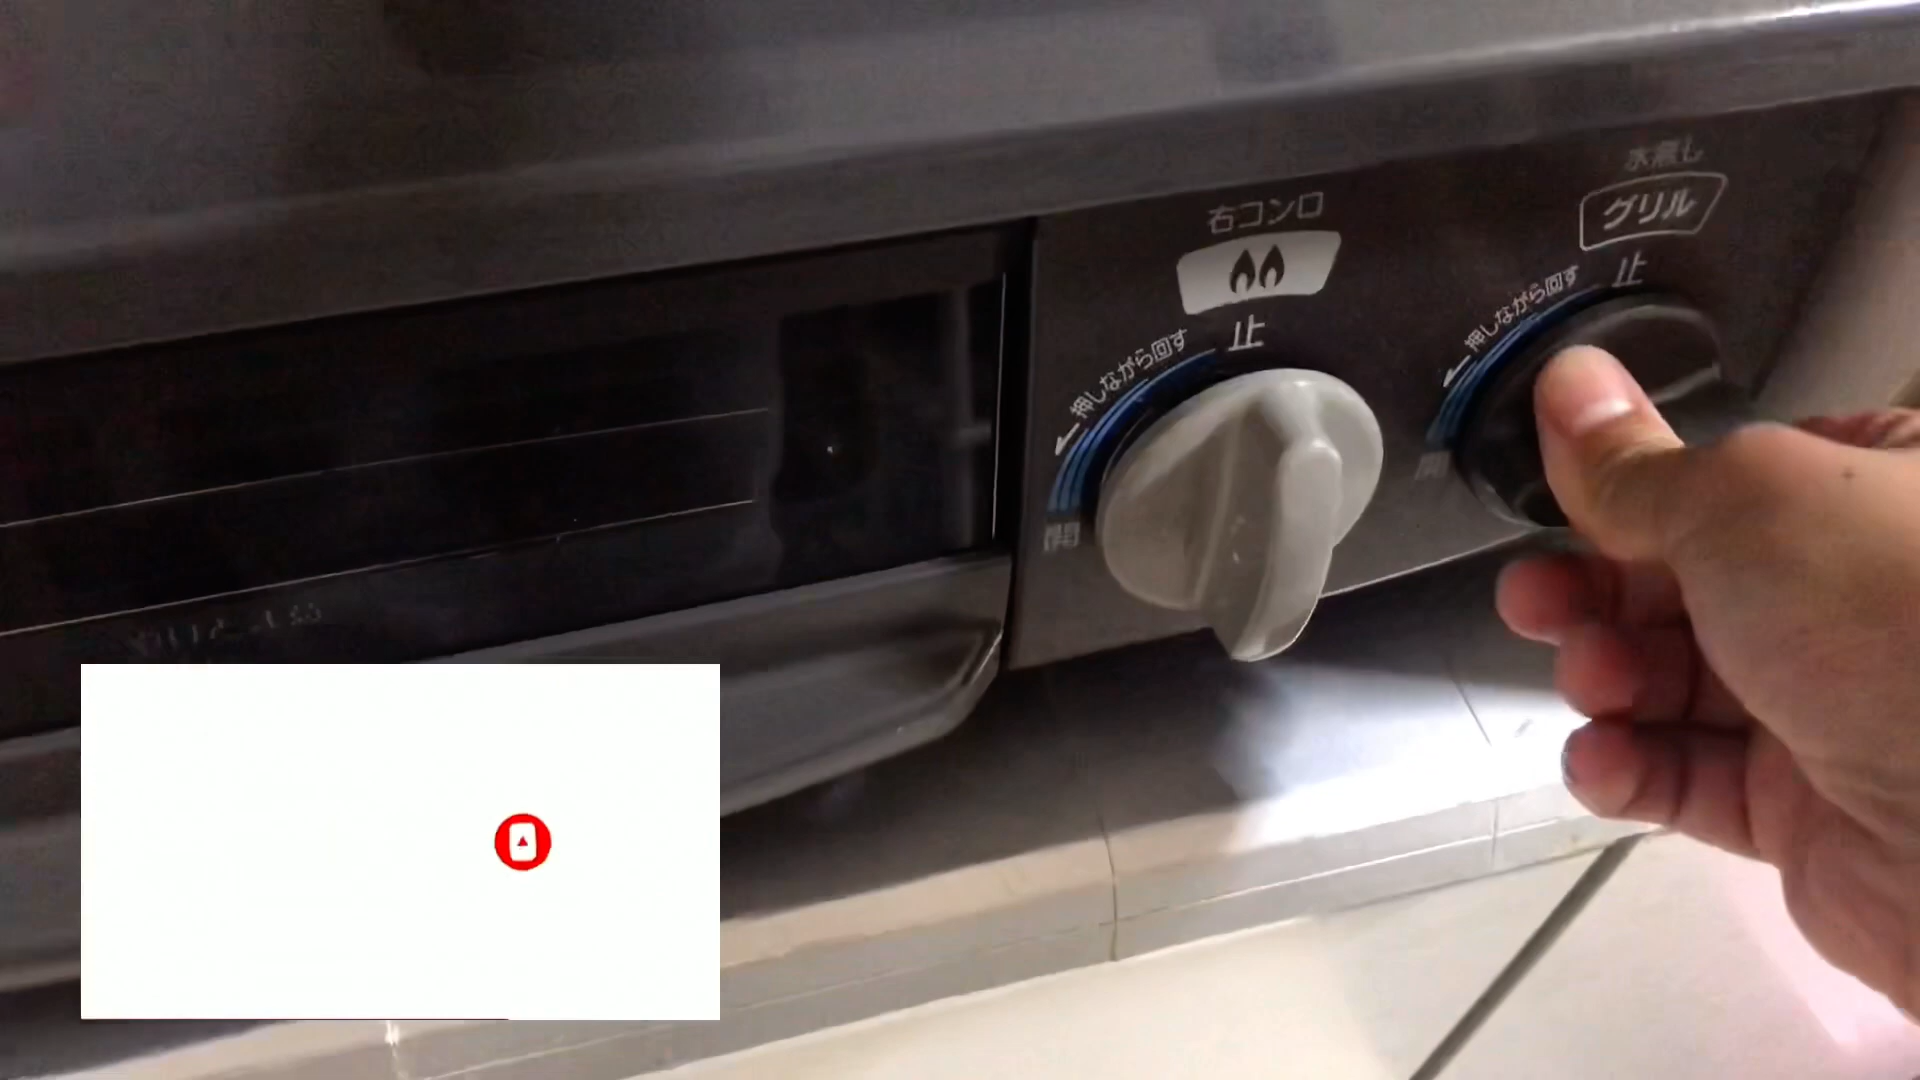 水無し
グリル
止
押しながら回す
開
右コンロ
止
押しながら回す
開